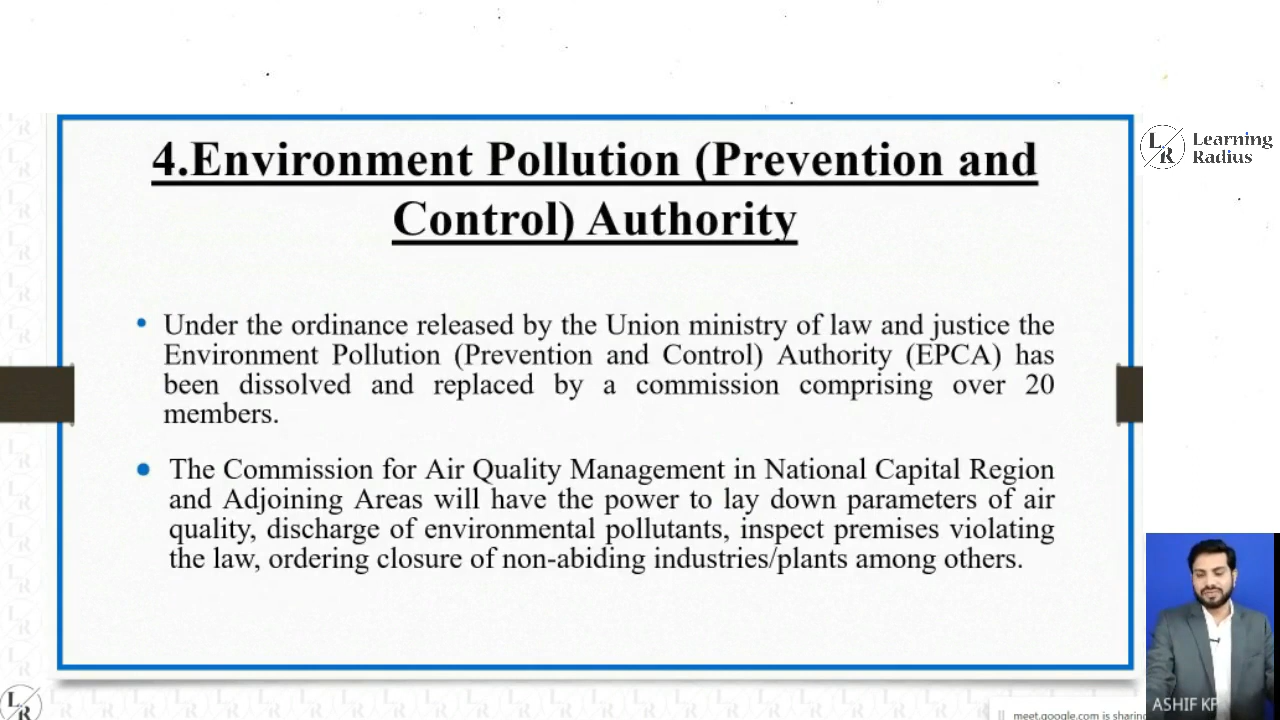 4.Environment Pollution (Prevention and
Control) Authority
Learning
Radius
• Under the ordinance released by the Union ministry of law and justice the
Environment Pollution (Prevention and Control) Authority (EPCA) has
been dissolved and replaced by a commission comprising over 20
members.
• The Commission for Air Quality Management in National Capital Region
and Adjoining Areas will have the power to lay down parameters of air
quality, discharge of environmental pollutants, inspect premises violating
the law, ordering closure of non-abiding industries/plants among others.
L R
ASHIF KP
meet.google.com is sharing